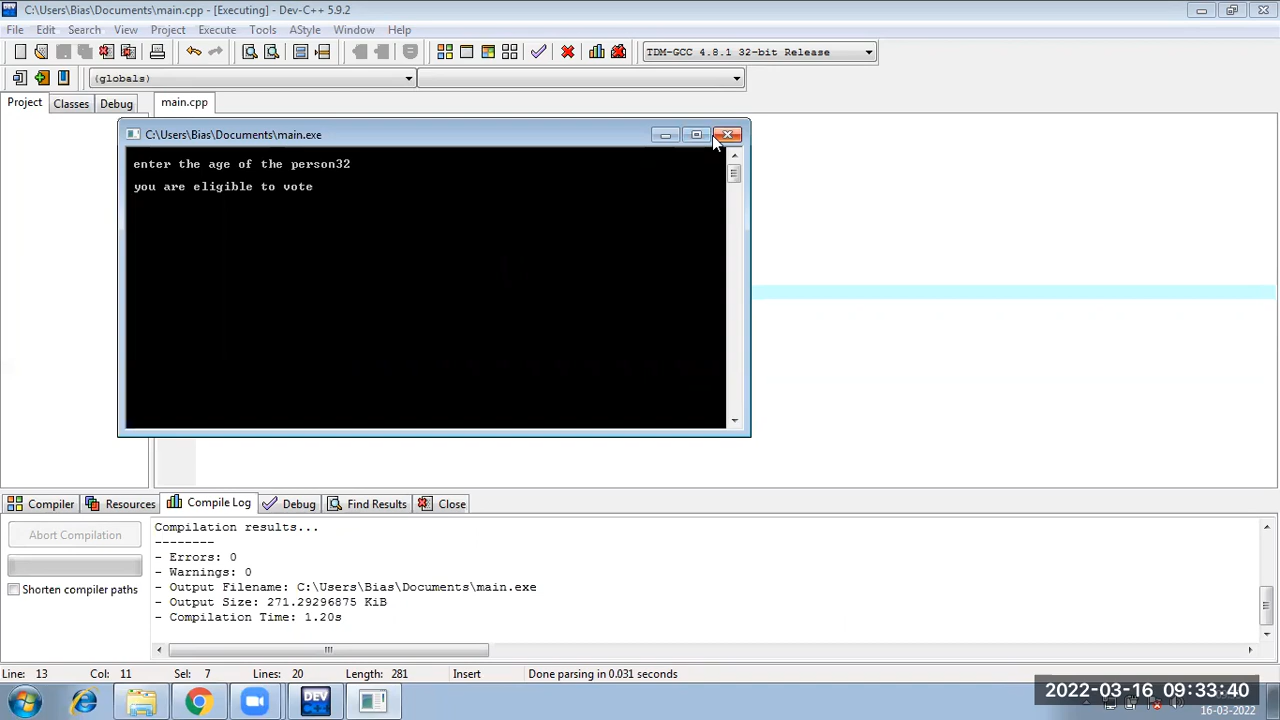 C:\Users\Bias\Documents\main.cpp - [Executing] - Dev-C++ 5.9.2
File Edit Search View Project Execute Tools AStyle Window Help
TDM-GCC 4.8.1 32-bit Release
(globals)
Project Classes Debug main.cpp
C:\Users\Bias\Documents\main.exe
enter the age of the person32
you are eligible to vote
Compiler Resources Compile Log Debug Find Results Close
Abort Compilation
Shorten compiler paths
Compilation results...
--------
- Errors: 0
- Warnings: 0
- Output Filename: C:\Users\Bias\Documents\main.exe
- Output Size: 271.29296875 KiB
- Compilation Time: 1.20s
Line: 13 Col: 11 Sel: 7 Lines: 20 Length: 281 Insert Done parsing in 0.031 seconds
DEV
2022-03-16 09:33:40
16-03-2022